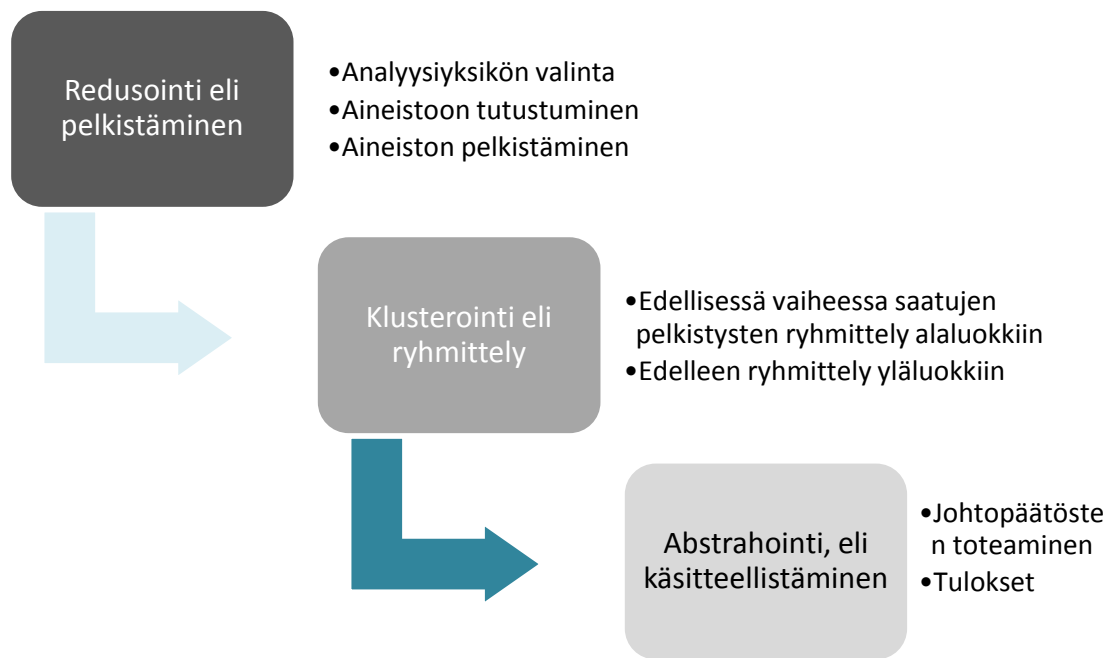 Redusointi eli
pelkistäminen
•Analyysiyksikön valinta
•Aineistoon tutustuminen
•Aineiston pelkistäminen
Klusterointi eli
ryhmittely
•Edellisessä vaiheessa saatujen
pelkistysten ryhmittely alaluokkiin
•Edelleen ryhmittely yläluokkiin
Abstrahointi, eli
käsitteellistäminen
•Johtopäätöste
n toteaminen
•Tulokset